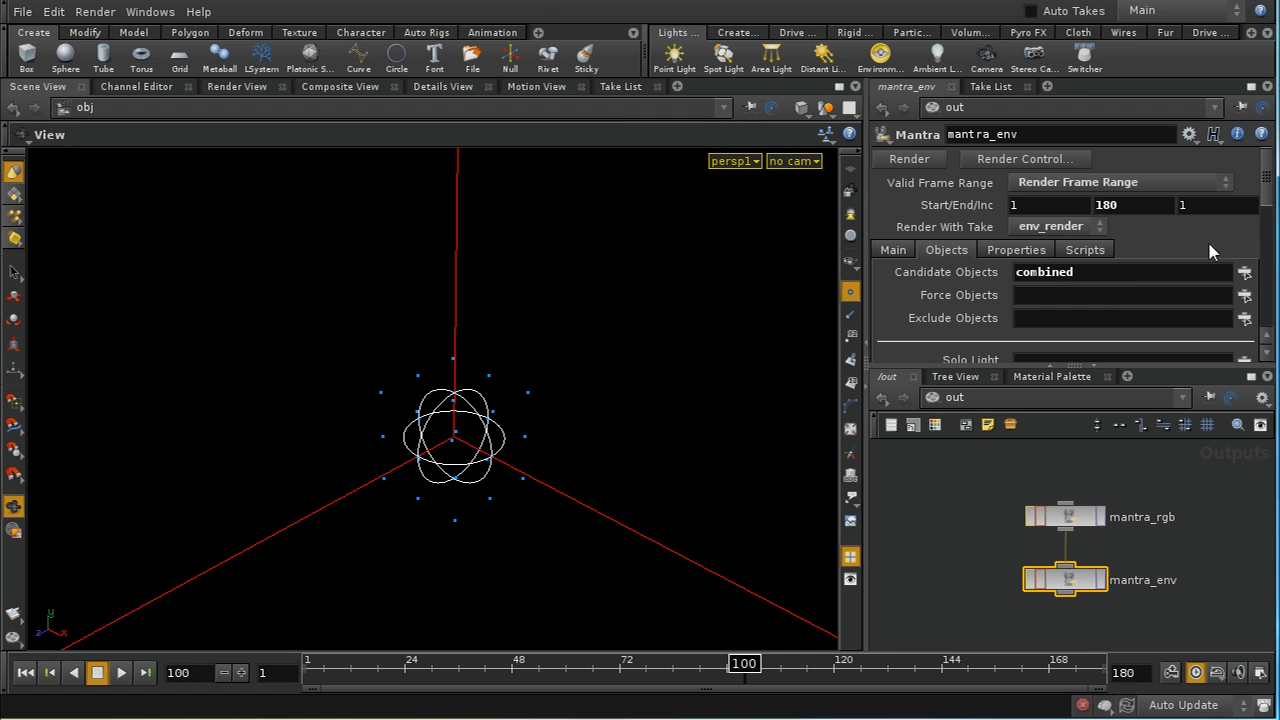 File Edit Render Windows Help Auto Takes Main
Create Modify Model Polygon Deform Texture Character Auto Rigs Animation Lights ... Create... Drive ... Rigid ... Partic... Volum... Pyro FX Cloth Wires Fur Drive ...
Box Sphere Tube Torus Grid Metaball LSystem Platonic S... Curve Circle Font File Null Rivet Sticky Point Light Spot Light Area Light Distant Li... Environm... Ambient L... Camera Stereo Ca... Switcher
Scene View Channel Editor Render View Composite View Details View Motion View Take List mantra_env Take List
obj out
View Mantra mantra_env
persp1 no cam
Render Render Control...
Valid Frame Range Render Frame Range
Start/End/Inc 1 180 1
Render With Take env_render
Main Objects Properties Scripts
Candidate Objects combined
Force Objects
Exclude Objects
Solo Light
/out Tree View Material Palette
out
Outputs
mantra_rgb
mantra_env
y
z x
100 1 1 24 48 72 100 120 144 168 180
Auto Update